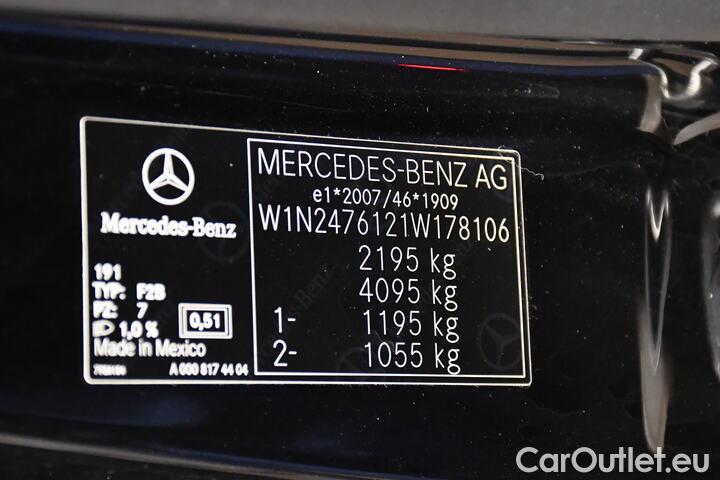 Mercedes-Benz
191
TYP: F2B
PZ: 7
1,0 %
0,51
Made in Mexico
A 000 817 44 04
MERCEDES-BENZ AG
e1*2007/46*1909
W1N2476121W178106
2195 kg
4095 kg
1- 1195 kg
2- 1055 kg
CarOutlet.eu